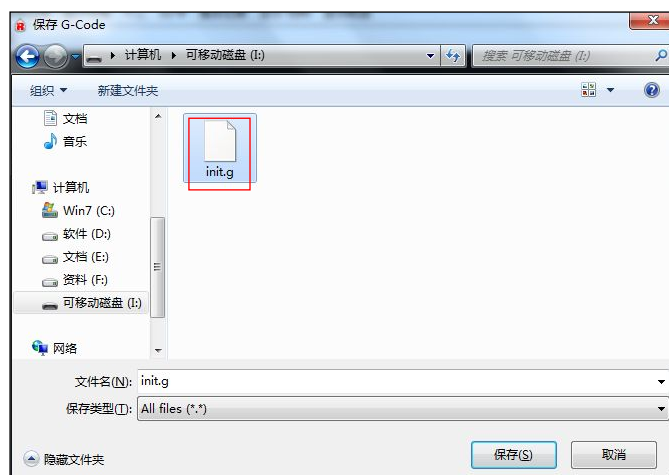 保存 G-Code
计算机 可移动磁盘 (I:)
搜索 可移动磁盘 (I:)
组织 新建文件夹
文档
音乐
计算机
Win7 (C:)
软件 (D:)
文档 (E:)
资料 (F:)
可移动磁盘 (I:)
网络
init.g
文件名(N): init.g
保存类型(T): All files (*.*)
隐藏文件夹
保存(S)
取消